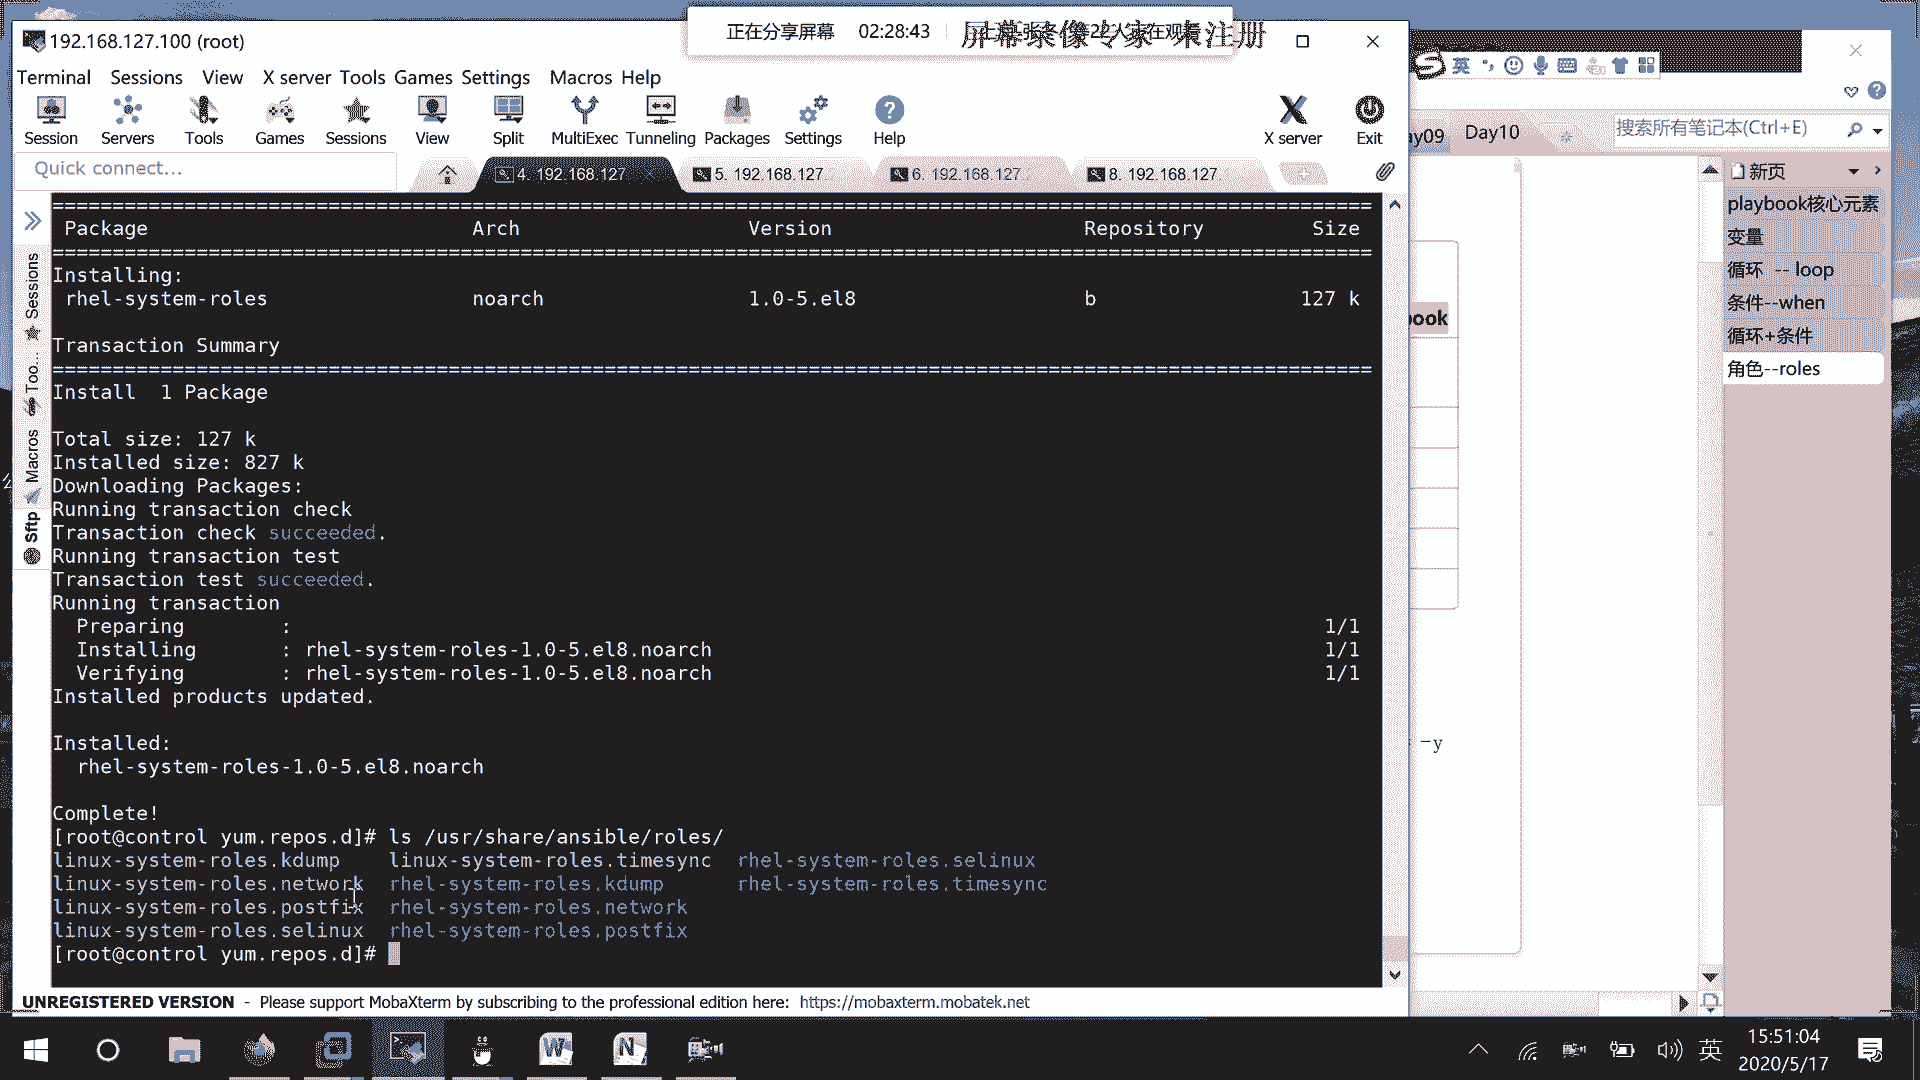 正在分享屏幕 02:28:43
屏幕录像专家 未注册
192.168.127.100 (root)
Terminal Sessions View X server Tools Games Settings Macros Help
Session Servers Tools Games Sessions View Split MultiExec Tunneling Packages Settings Help X server Exit
Quick connect...
4. 192.168.127 5. 192.168.127. 6. 192.168.127. 8. 192.168.127.
Sessions
Too...
Macros
Sftp
Package Arch Version Repository Size
Installing:
rhel-system-roles noarch 1.0-5.el8 b 127 k
Transaction Summary
Install 1 Package
Total size: 127 k
Installed size: 827 k
Downloading Packages:
Running transaction check
Transaction check succeeded.
Running transaction test
Transaction test succeeded.
Running transaction
Preparing : 1/1
Installing : rhel-system-roles-1.0-5.el8.noarch 1/1
Verifying : rhel-system-roles-1.0-5.el8.noarch 1/1
Installed products updated.
Installed:
rhel-system-roles-1.0-5.el8.noarch
Complete!
[root@control yum.repos.d]# ls /usr/share/ansible/roles/
linux-system-roles.kdump linux-system-roles.timesync rhel-system-roles.selinux
linux-system-roles.network rhel-system-roles.kdump rhel-system-roles.timesync
linux-system-roles.postfix rhel-system-roles.network
linux-system-roles.selinux rhel-system-roles.postfix
[root@control yum.repos.d]#
UNREGISTERED VERSION - Please support MobaXterm by subscribing to the professional edition here: https://mobaxterm.mobatek.net
英
ay09 Day10 搜索所有笔记本(Ctrl+E)
新页
playbook核心元素
变量
循环 -- loop
条件--when
循环+条件
角色--roles
book
-y
英
15:51:04
2020/5/17